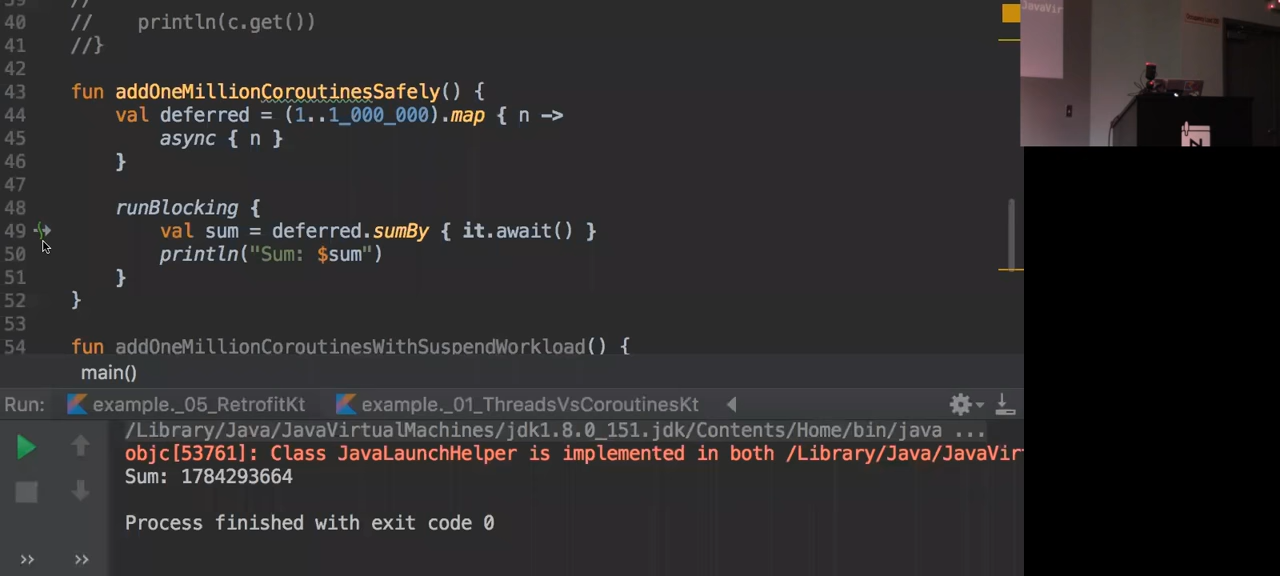 39 //
40 // println(c.get())
41 //}
42
43 fun addOneMillionCoroutinesSafely() {
44 val deferred = (1..1_000_000).map { n ->
45 async { n }
46 }
47
48 runBlocking {
49 val sum = deferred.sumBy { it.await() }
50 println("Sum: $sum")
51 }
52 }
53
54 fun addOneMillionCoroutinesWithSuspendWorkload() {
main()
Run: example._05_RetrofitKt example._01_ThreadsVsCoroutinesKt
/Library/Java/JavaVirtualMachines/jdk1.8.0_151.jdk/Contents/Home/bin/java ...
objc[53761]: Class JavaLaunchHelper is implemented in both /Library/Java/JavaVir
Sum: 1784293664
Process finished with exit code 0
JavaVir
N